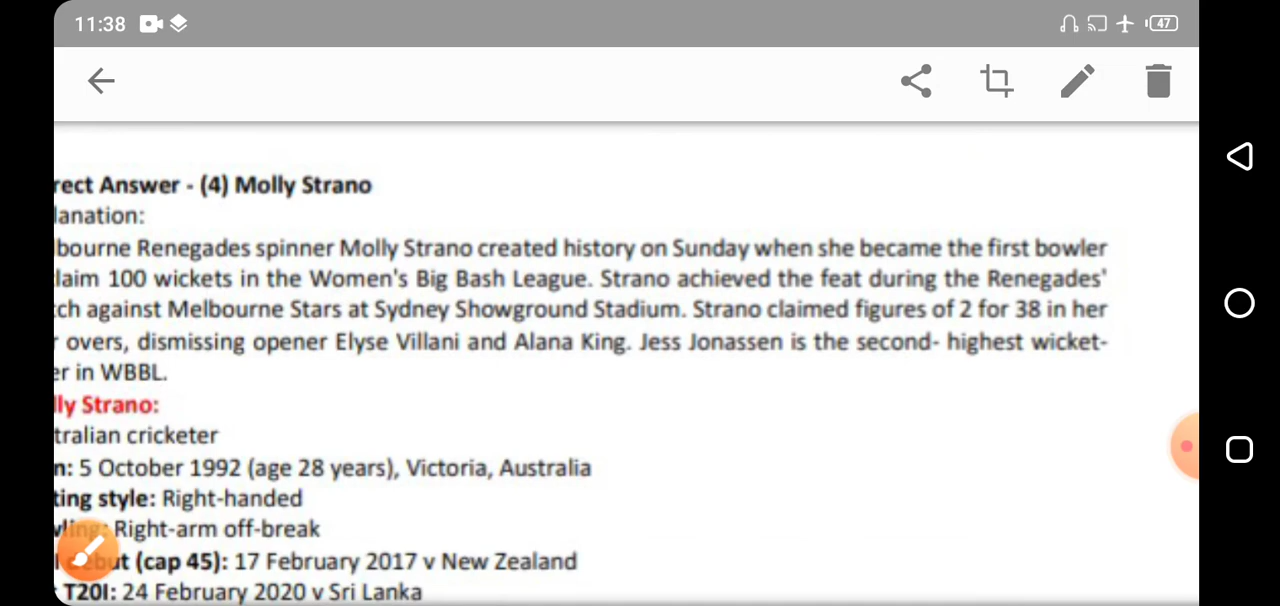 11:38
47
rect Answer - (4) Molly Strano
lanation:
lbourne Renegades spinner Molly Strano created history on Sunday when she became the first bowler
laim 100 wickets in the Women's Big Bash League. Strano achieved the feat during the Renegades'
ch against Melbourne Stars at Sydney Showground Stadium. Strano claimed figures of 2 for 38 in her
r overs, dismissing opener Elyse Villani and Alana King. Jess Jonassen is the second- highest wicket-
er in WBBL.
lly Strano:
tralian cricketer
n: 5 October 1992 (age 28 years), Victoria, Australia
ting style: Right-handed
wling: Right-arm off-break
debut (cap 45): 17 February 2017 v New Zealand
T20I: 24 February 2020 v Sri Lanka